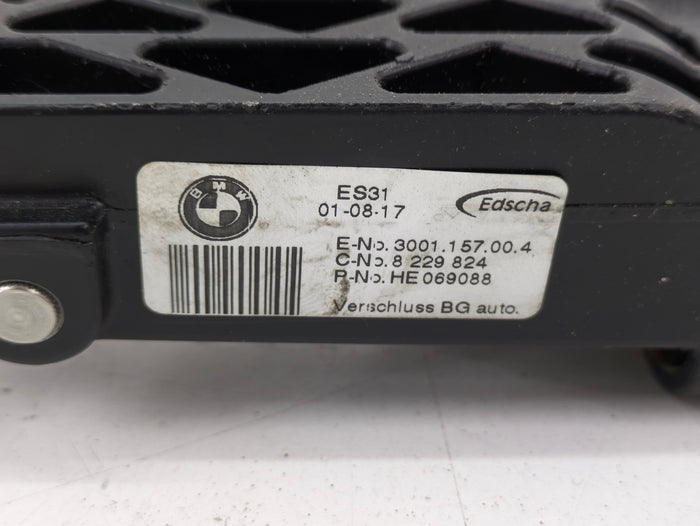 BMW
ES31
01-08-17
Edscha
E-No. 3001.157.00.4
C-No. 8 229 824
P-No. HE 069088
Verschluss BG auto.